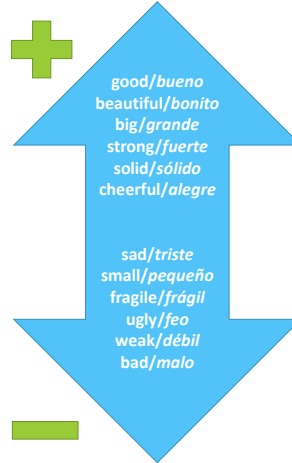 good/bueno
beautiful/bonito
big/grande
strong/fuerte
solid/sólido
cheerful/alegre
sad/triste
small/pequeño
fragile/frágil
ugly/feo
weak/débil
bad/malo